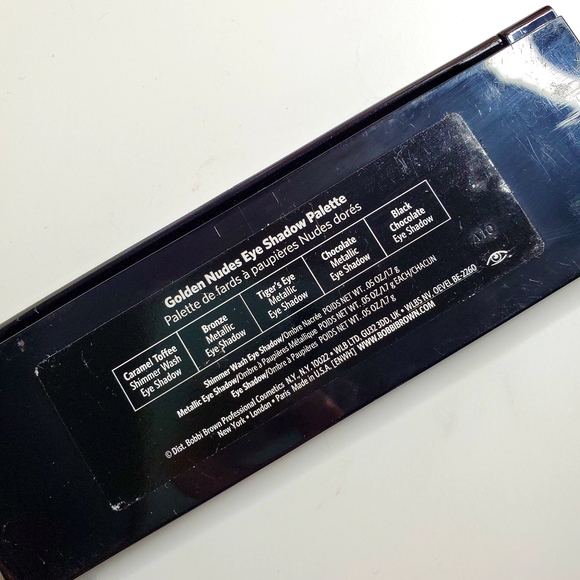 Golden Nudes Eye Shadow Palette
Palette de fards à paupières Nudes dorés
Caramel Toffee
Shimmer Wash
Eye Shadow
Bronze
Metallic
Eye Shadow
Tiger's Eye
Metallic
Eye Shadow
Chocolate
Metallic
Eye Shadow
Black
Chocolate
Eye Shadow
Shimmer Wash Eye Shadow/Ombre Nacrée POIDS NET WT. .05 OZ./1.7 g
Metallic Eye Shadow/Ombre à Paupière Métallique POIDS NET WT. .05 OZ./1.7 g EACH/CHACUN
Eye Shadow/Ombre à Paupière POIDS NET WT. .05 OZ./1.7 g
© Dist. Bobbi Brown Professional Cosmetics N.Y., N.Y. 10022 • WLB LTD, GU32 3DD, UK • WLBS NV, OEVEL BE-2260
New York • London • Paris Made in U.S.A. [ENWH] WWW.BOBBIBROWN.COM